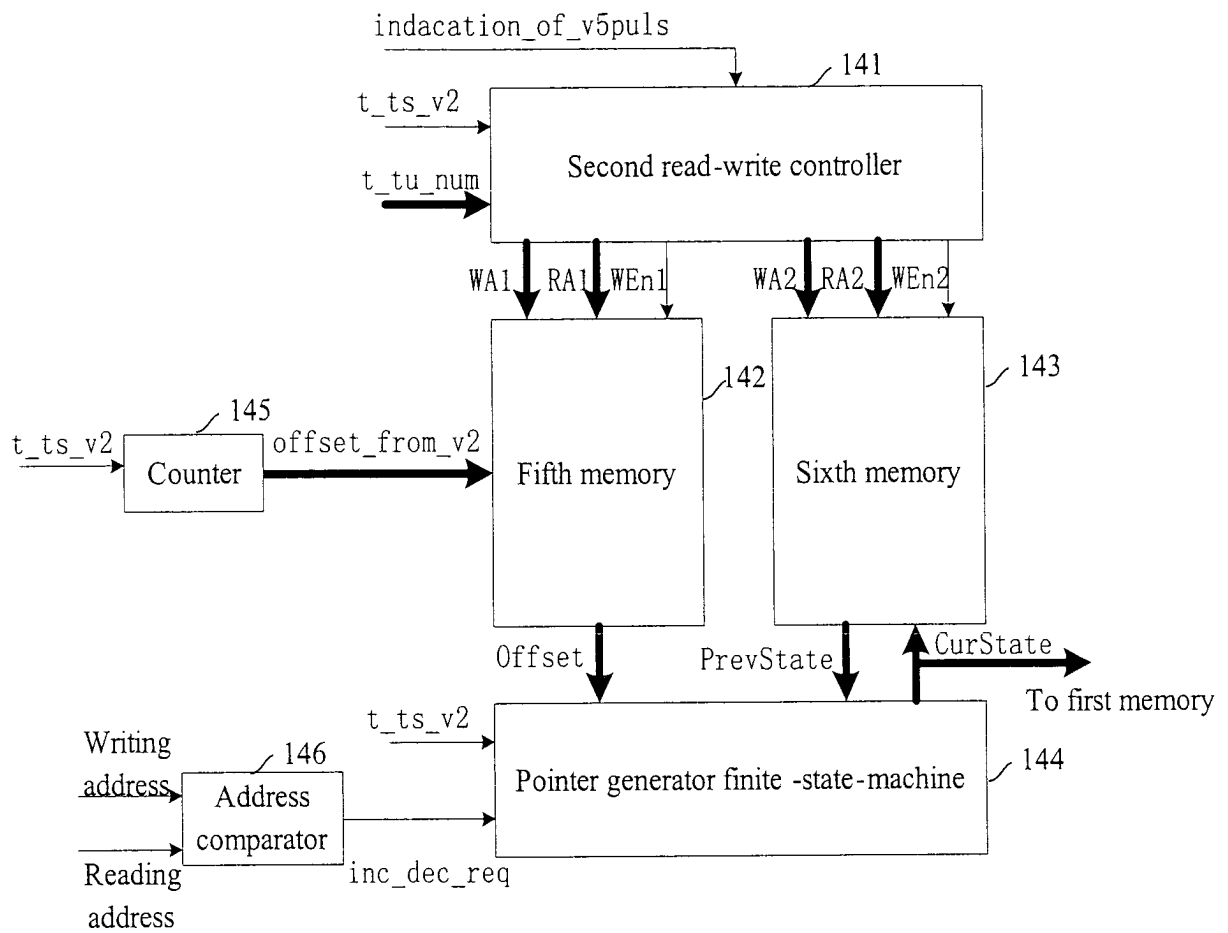 indacation_of_v5puls
141
t_ts_v2
Second read-write controller
t_tu_num
WA1 RA1 WEn1 WA2 RA2 WEn2
142
143
145
t_ts_v2
offset_from_v2
Counter
Fifth memory
Sixth memory
Offset
PrevState
CurState
To first memory
t_ts_v2
Writing
address
146
Pointer generator finite -state-machine
144
Address
comparator
inc_dec_req
Reading
address